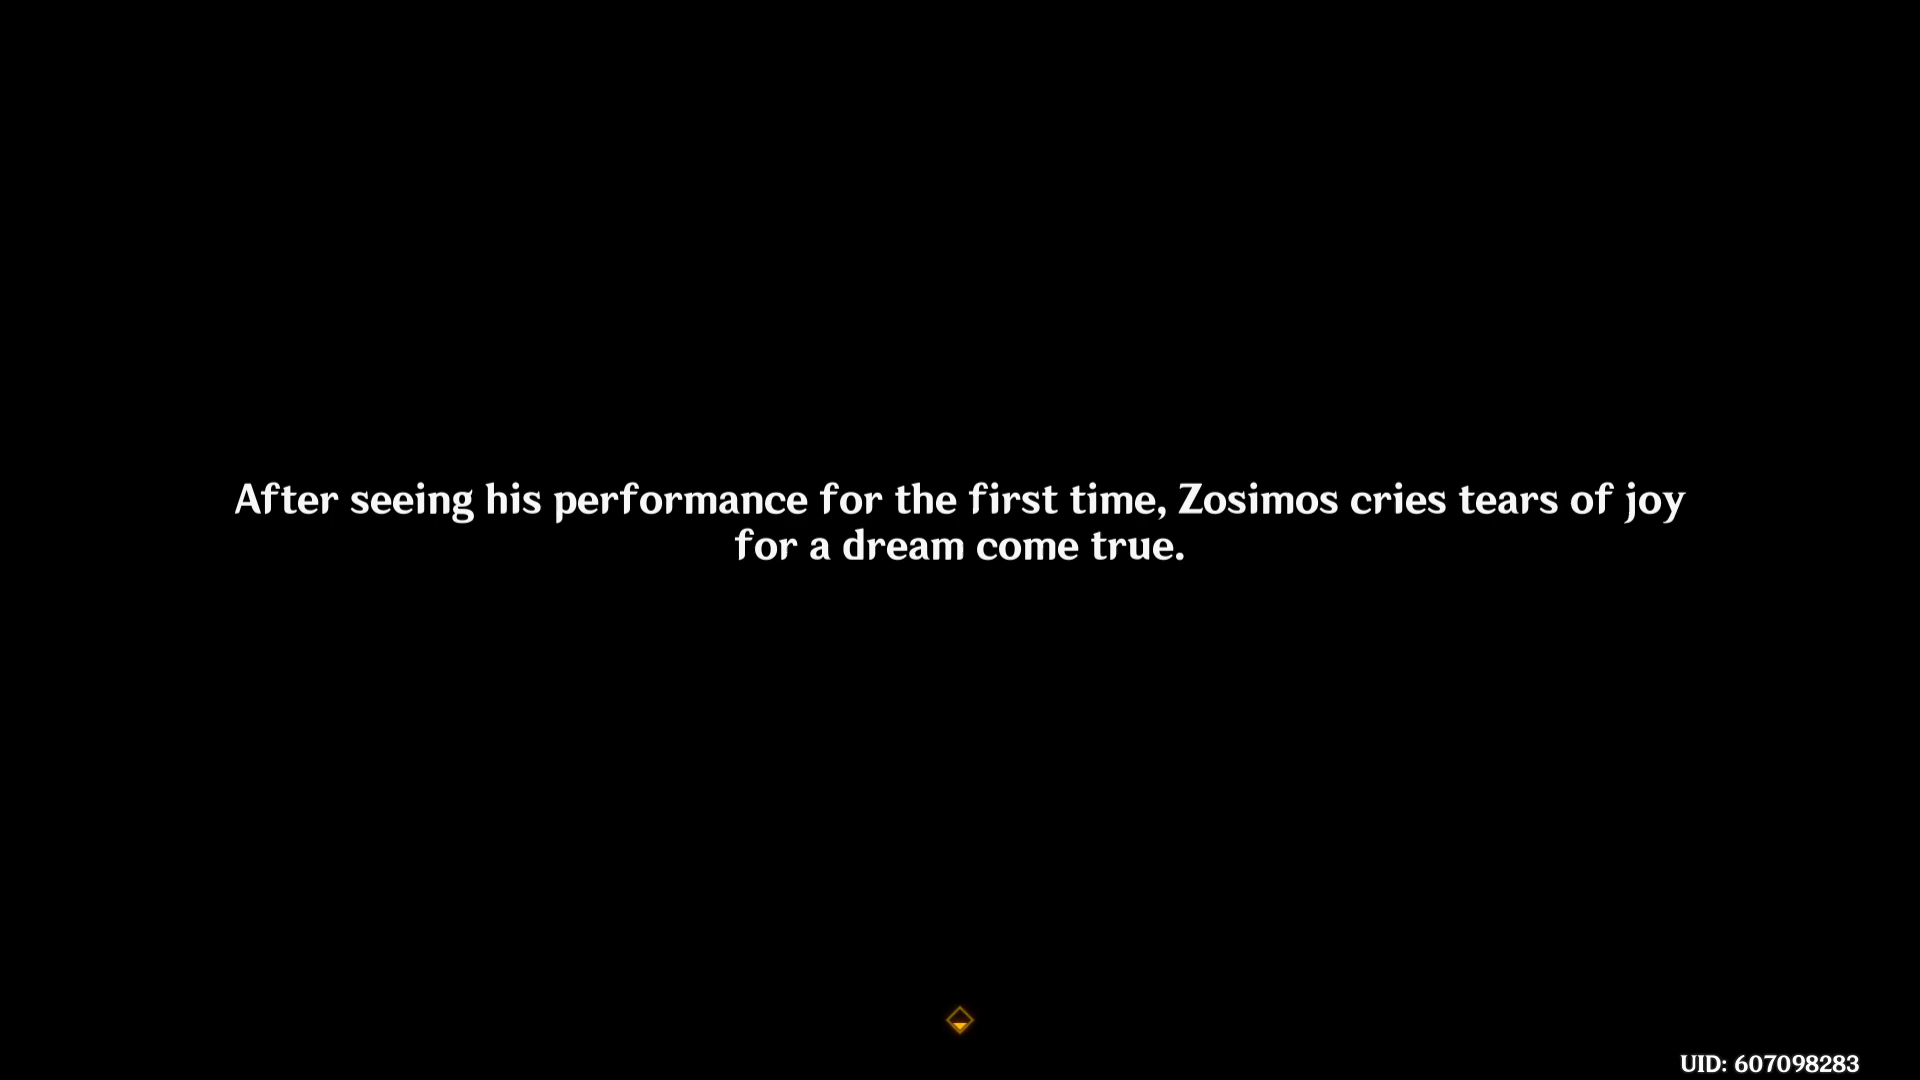 After seeing his performance for the first time, Zosimos cries tears of joy
for a dream come true.
UID: 607098283